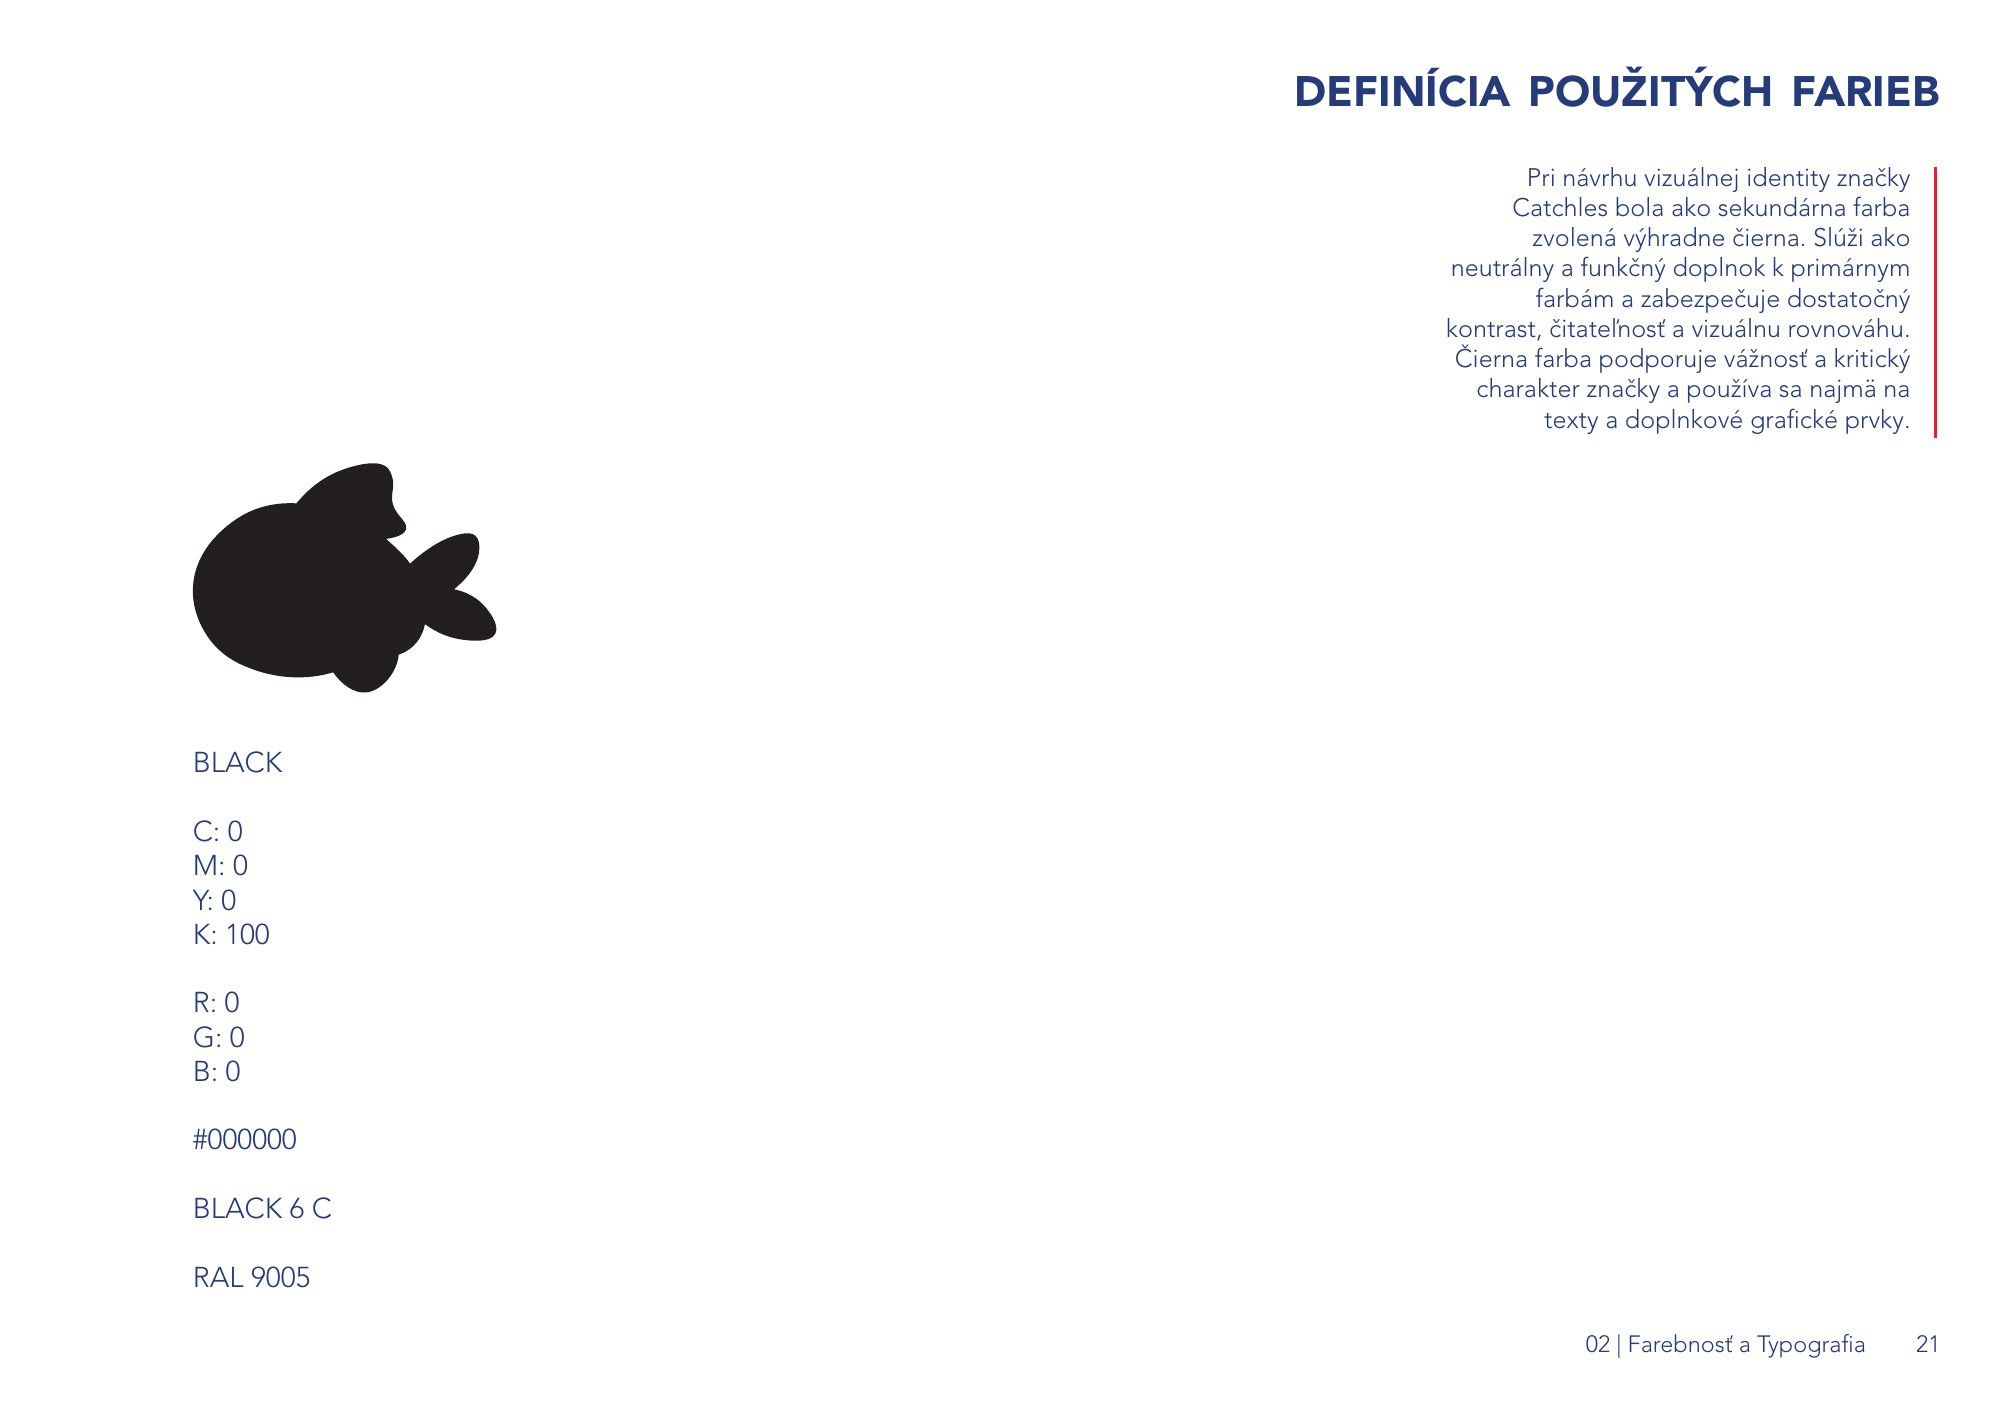 DEFINÍCIA POUŽITÝCH FARIEB
Pri návrhu vizuálnej identity značky
Catchles bola ako sekundárna farba
zvolená výhradne čierna. Slúži ako
neutrálny a funkčný doplnok k primárnym
farbám a zabezpečuje dostatočný
kontrast, čitateľnosť a vizuálnu rovnováhu.
Čierna farba podporuje vážnosť a kritický
charakter značky a používa sa najmä na
texty a doplnkové grafické prvky.
BLACK
C: 0
M: 0
Y: 0
K: 100
R: 0
G: 0
B: 0
#000000
BLACK 6 C
RAL 9005
02 | Farebnosť a Typografia 21